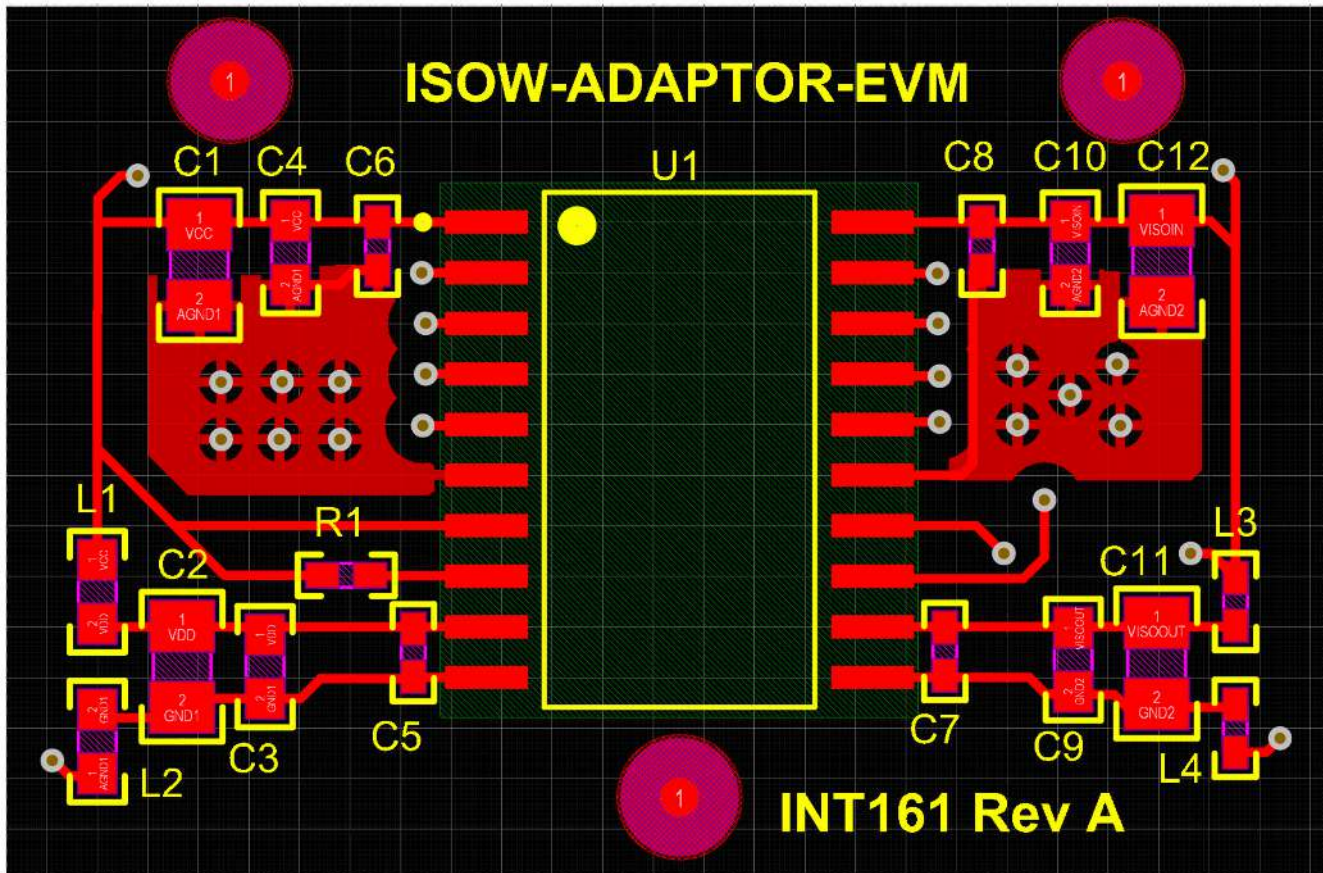 1
1
ISOW-ADAPTOR-EVM
C1
C4
C6
U1
C8
C10
C12
1
VCC
1
VCC
1
VISOIN
1
VISOIN
2
AGND1
2
AGND1
2
AGND2
2
AGND2
L1
R1
L3
1
VCC
C2
C11
2
VDD
1
VDD
1
VDD
1
VISOOUT
1
VISOOUT
2
GND1
2
GND1
2
GND1
2
GND2
2
GND2
1
AGND1
L2
C3
C5
C7
C9
L4
1
INT161 Rev A